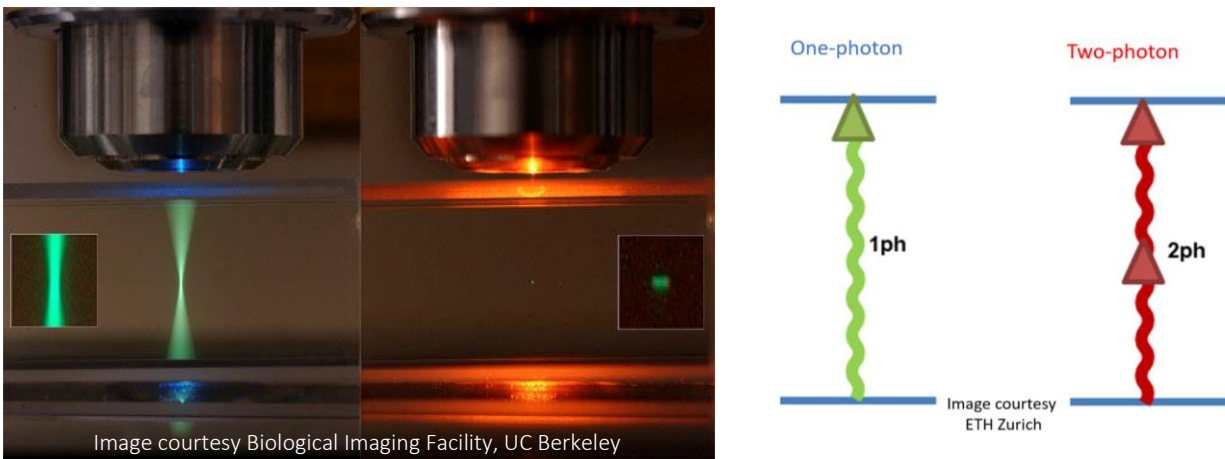 One-photon
Two-photon
1ph
2ph
Image courtesy
ETH Zurich
Image courtesy Biological Imaging Facility, UC Berkeley